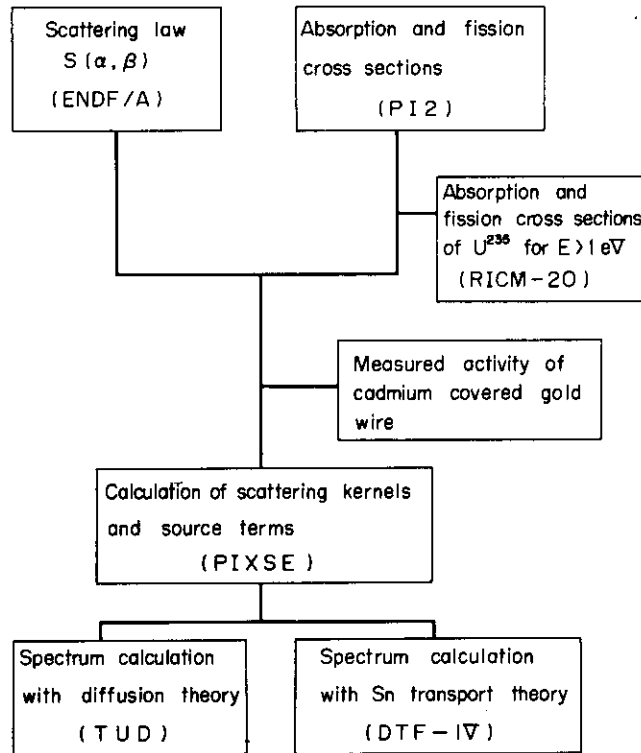 Scattering law
S(α,β)
(ENDF/A)
Absorption and fission
cross sections
(PI2)
Absorption and
fission cross sections
of U²³⁵ for E>1eV
(RICM-20)
Measured activity of
cadmium covered gold
wire
Calculation of scattering kernels
and source terms
(PIXSE)
Spectrum calculation
with diffusion theory
(TUD)
Spectrum calculation
with Sn transport theory
(DTF-IV)